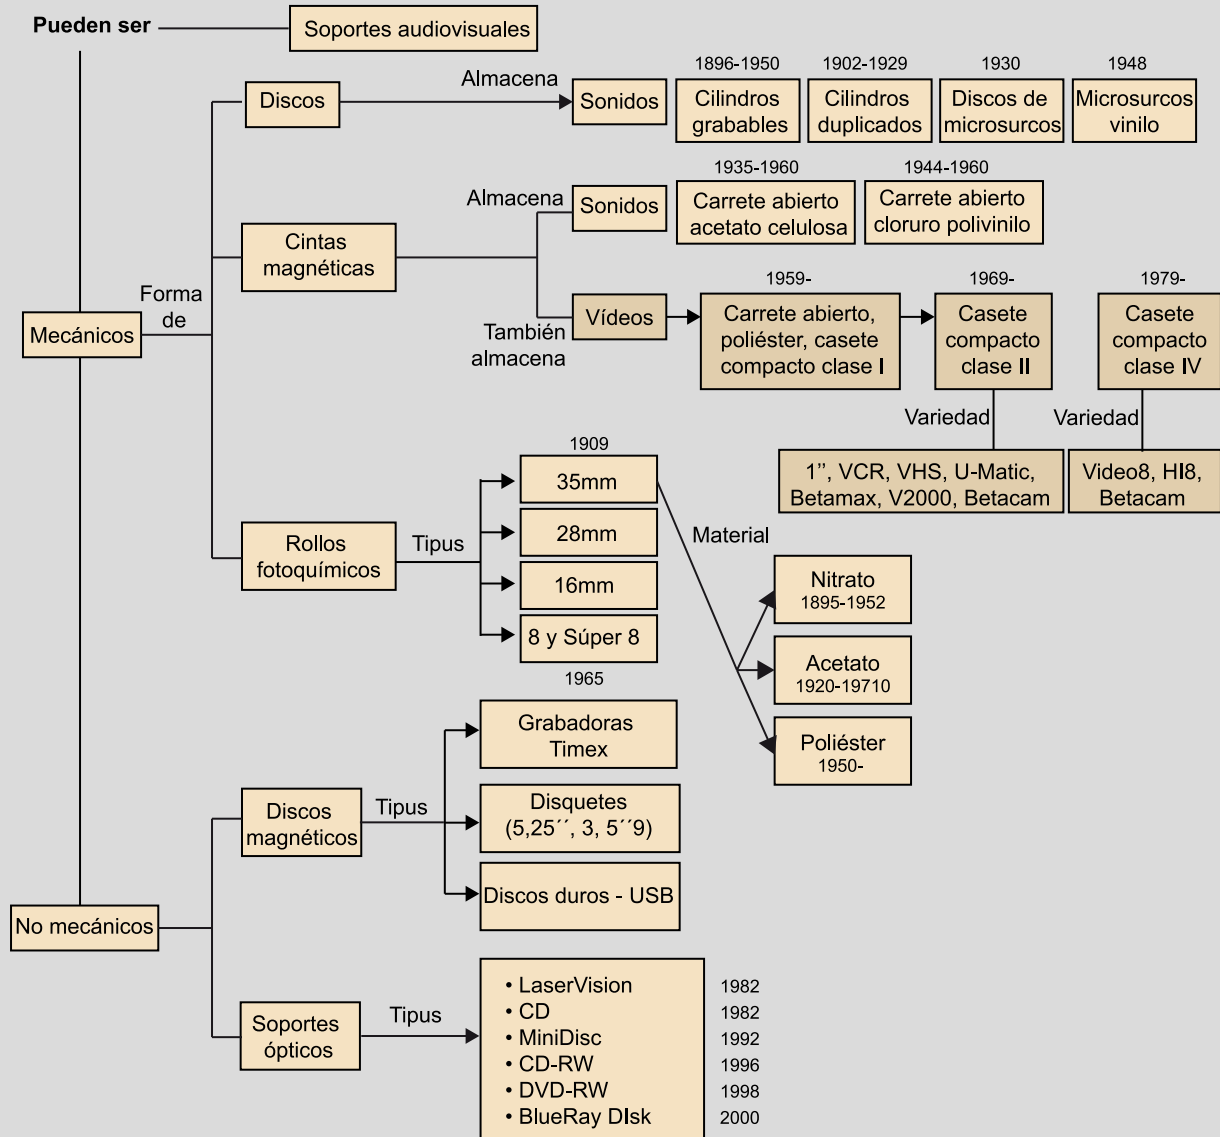 Pueden ser
Soportes audiovisuales
Discos
Almacena
Sonidos
1896-1950
Cilindros
grabables
1902-1929
Cilindros
duplicados
1930
Discos de
microsurcos
1948
Microsurcos
vinilo
Mecánicos
Forma
de
Cintas
magnéticas
Almacena
Sonidos
1935-1960
Carrete abierto
acetato celulosa
1944-1960
Carrete abierto
cloruro polivinilo
También
almacena
Vídeos
1959-
Carrete abierto,
poliéster, casete
compacto clase I
1969-
Casete
compacto
clase II
1979-
Casete
compacto
clase IV
Variedad
1’’, VCR, VHS, U-Matic,
Betamax, V2000, Betacam
Variedad
Video8, HI8,
Betacam
Rollos
fotoquímicos
Tipus
1909
35mm
28mm
16mm
8 y Súper 8
1965
Material
Nitrato
1895-1952
Acetato
1920-19710
Poliéster
1950-
No mecánicos
Discos
magnéticos
Tipus
Grabadoras
Timex
Disquetes
(5,25´´, 3, 5´´9)
Discos duros - USB
Soportes
ópticos
Tipus
• LaserVision 1982
• CD 1982
• MiniDisc 1992
• CD-RW 1996
• DVD-RW 1998
• BlueRay DIsk 2000